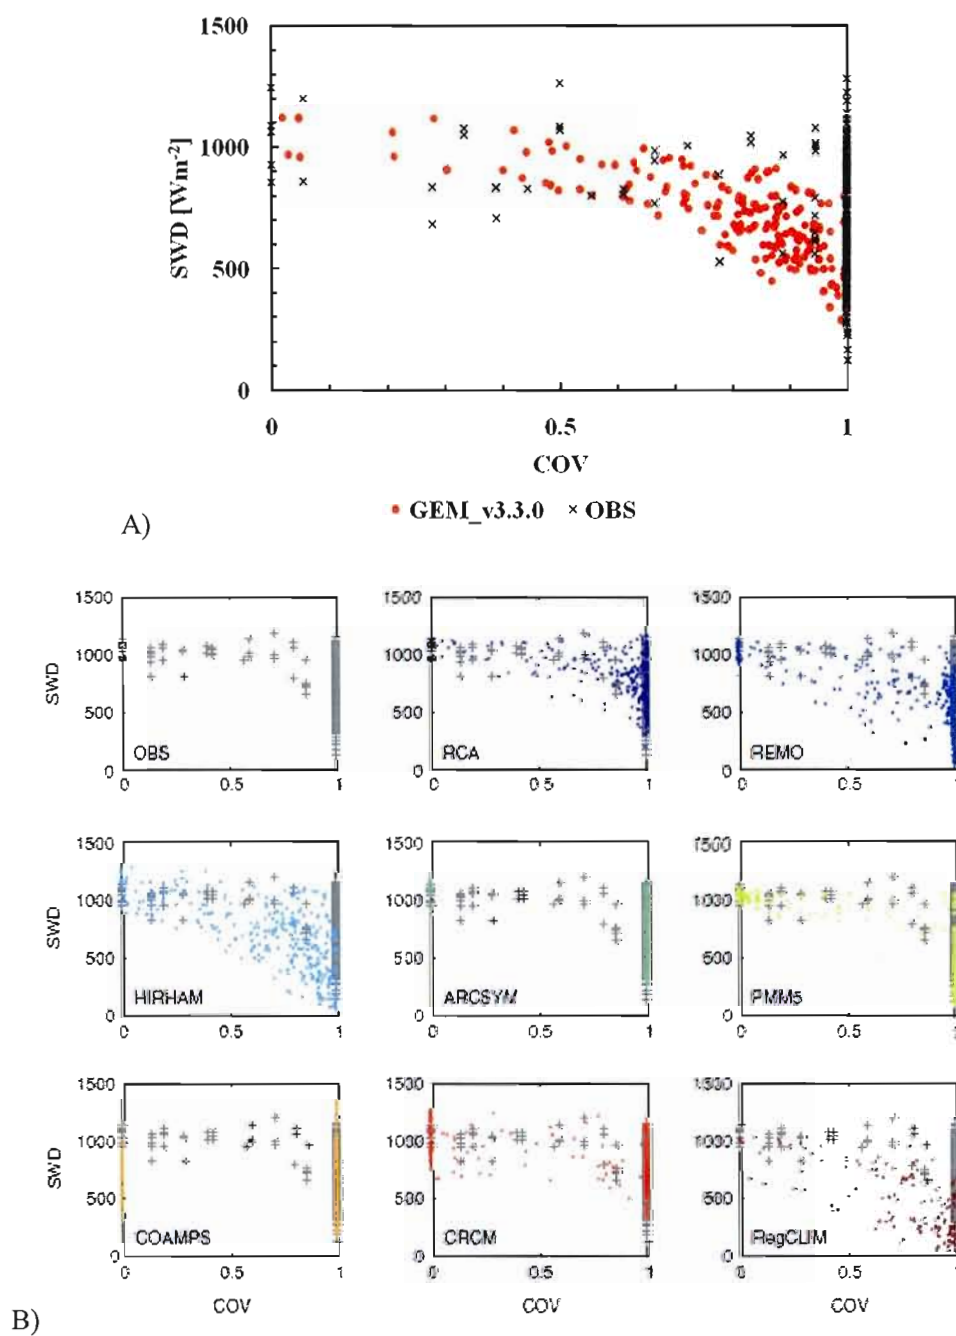 1500
1000
500
0
SWD [Wm-2]
0 0.5 1
COV
GEM_v3.3.0 × OBS
A)
1500 1500 1500
1000 1000 1000
SWD
500 500 500
OBS RCA REMO
0 0 0
0 0.5 1 0 0.5 1 0 0.5 1
1500 1500 1500
1000 1000 1000
SWD
500 500 500
HIRHAM ARCSYM PMM5
0 0 0
0 0.5 1 0 0.5 1 0 0.5 1
1500 1500 1500
1000 1000 1000
SWD
500 500 500
COAMPS CRCM RegCLIM
0 0 0
0 0.5 1 0 0.5 1 0 0.5 1
COV COV COV
B)